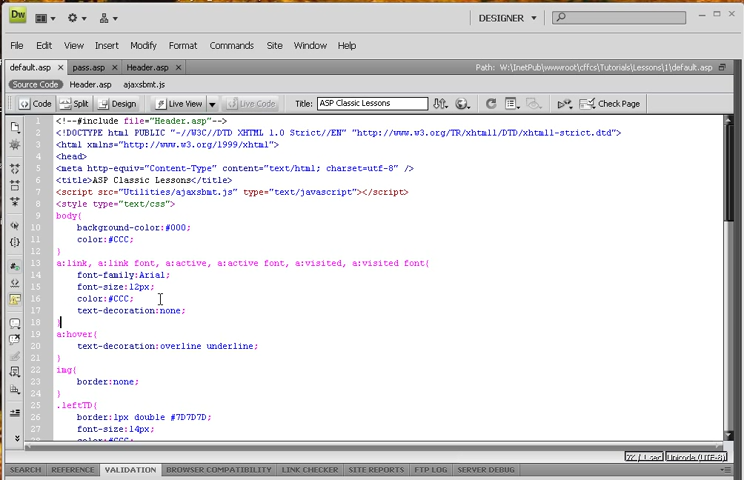 Dw
DESIGNER
File Edit View Insert Modify Format Commands Site Window Help
default.asp × pass.asp × Header.asp × Path: W:\InetPub\wwwroot\cffcs\Tutorials\Lessons\1\default.asp
Source Code Header.asp ajaxsbmt.js
Code Split Design Live View Live Code Title: ASP Classic Lessons Check Page
1 <!--#include file="Header.asp"-->
2 <!DOCTYPE html PUBLIC "-//W3C//DTD XHTML 1.0 Strict//EN" "http://www.w3.org/TR/xhtml1/DTD/xhtml1-strict.dtd">
3 <html xmlns="http://www.w3.org/1999/xhtml">
4 <head>
5 <meta http-equiv="Content-Type" content="text/html; charset=utf-8" />
6 <title>ASP Classic Lessons</title>
7 <script src="Utilities/ajaxsbmt.js" type="text/javascript"></script>
8 <style type="text/css">
9 body{
10 background-color:#000;
11 color:#CCC;
12 }
13 a:link, a:link font, a:active, a:active font, a:visited, a:visited font{
14 font-family:Arial;
15 font-size:12px;
16 color:#CCC;
17 text-decoration:none;
18 }
19 a:hover{
20 text-decoration:overline underline;
21 }
22 img{
23 border:none;
24 }
25 .leftTD{
26 border:1px double #7D7D7D;
27 font-size:14px;
28 color:#CCC;
2K / 1 sec Unicode (UTF-8)
SEARCH REFERENCE VALIDATION BROWSER COMPATIBILITY LINK CHECKER SITE REPORTS FTP LOG SERVER DEBUG